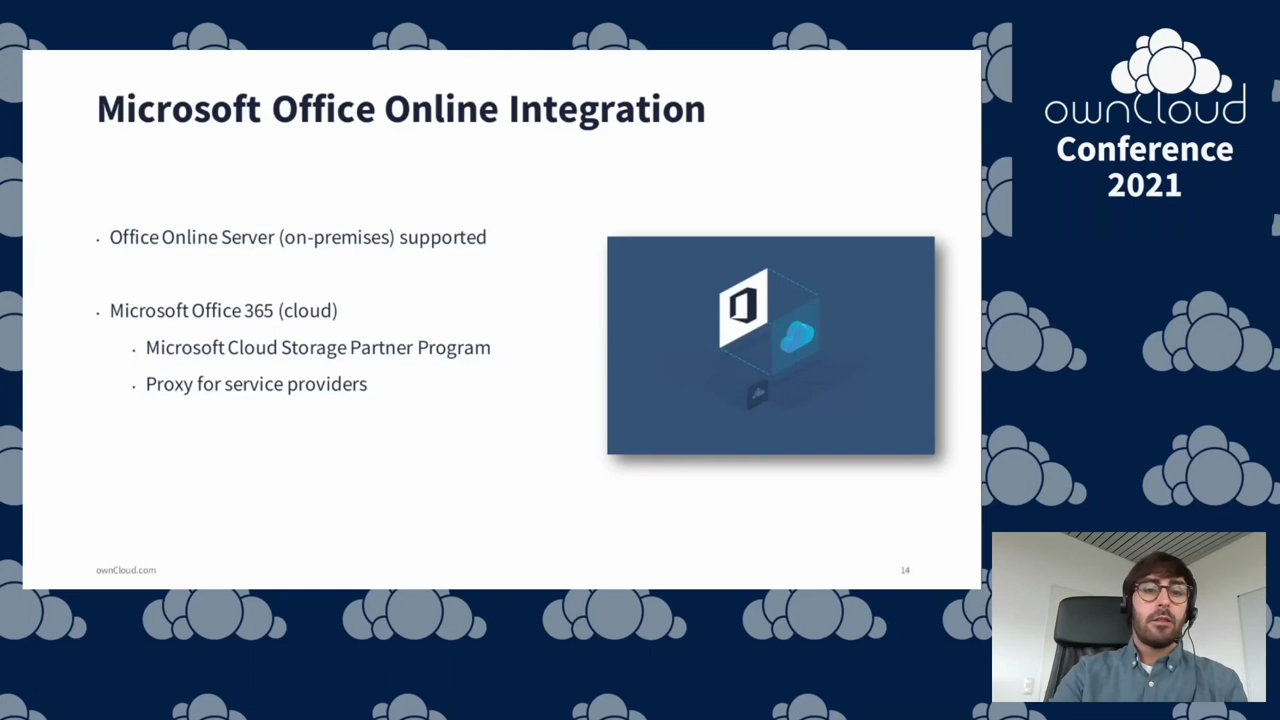 Microsoft Office Online Integration
Office Online Server (on-premises) supported
Microsoft Office 365 (cloud)
Microsoft Cloud Storage Partner Program
Proxy for service providers
ownCloud.com
14
ownCloud
Conference
2021